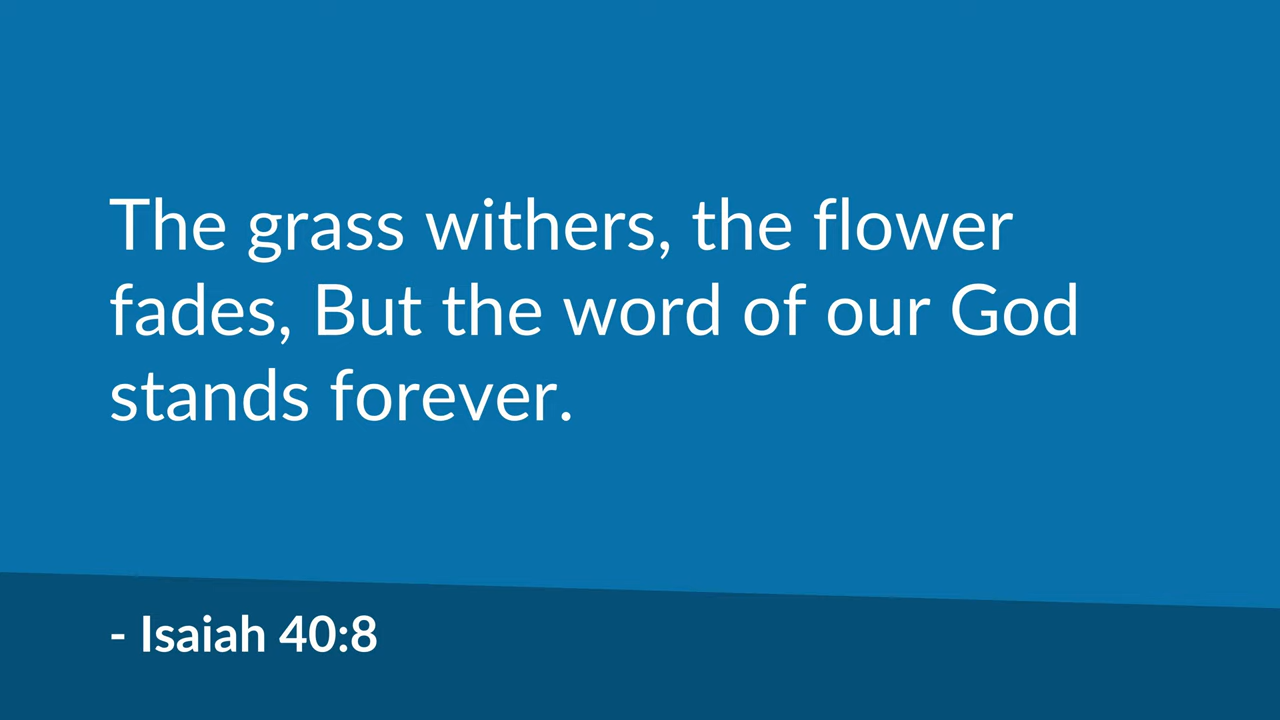 The grass withers, the flower
fades, But the word of our God
stands forever.
- Isaiah 40:8